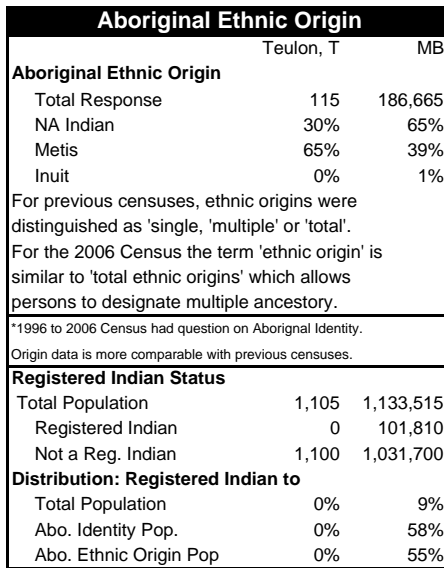 Aboriginal Ethnic Origin
Teulon, T MB
Aboriginal Ethnic Origin
Total Response 115 186,665
NA Indian 30% 65%
Metis 65% 39%
Inuit 0% 1%
For previous censuses, ethnic origins were
distinguished as 'single, 'multiple' or 'total'.
For the 2006 Census the term 'ethnic origin' is
similar to 'total ethnic origins' which allows
persons to designate multiple ancestory.
*1996 to 2006 Census had question on Aborignal Identity.
Origin data is more comparable with previous censuses.
Registered Indian Status
Total Population 1,105 1,133,515
Registered Indian 0 101,810
Not a Reg. Indian 1,100 1,031,700
Distribution: Registered Indian to
Total Population 0% 9%
Abo. Identity Pop. 0% 58%
Abo. Ethnic Origin Pop 0% 55%